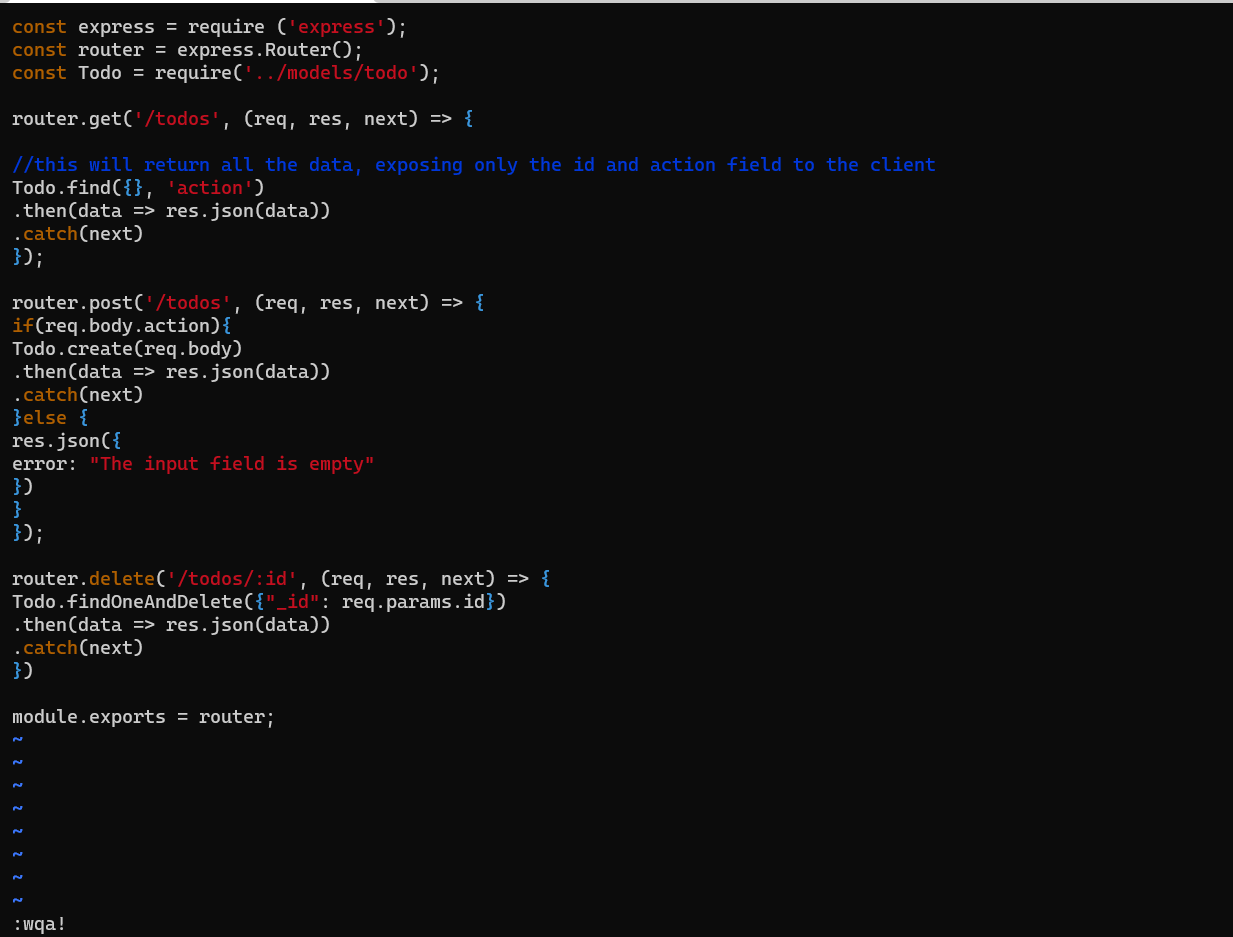 const express = require ('express');
const router = express.Router();
const Todo = require('../models/todo');

router.get('/todos', (req, res, next) => {

//this will return all the data, exposing only the id and action field to the client
Todo.find({}, 'action')
.then(data => res.json(data))
.catch(next)
});

router.post('/todos', (req, res, next) => {
if(req.body.action){
Todo.create(req.body)
.then(data => res.json(data))
.catch(next)
}else {
res.json({
error: "The input field is empty"
})
}
});

router.delete('/todos/:id', (req, res, next) => {
Todo.findOneAndDelete({"_id": req.params.id})
.then(data => res.json(data))
.catch(next)
})

module.exports = router;
~
~
~
~
~
~
~
~
:wqa!